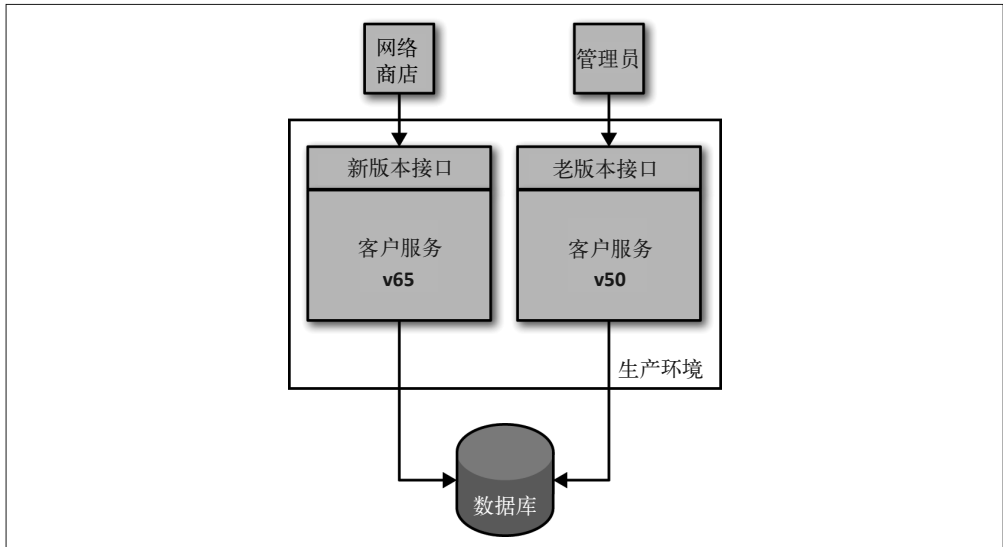 网络
商店
管理员
新版本接口
老版本接口
客户服务
v65
客户服务
v50
生产环境
数据库